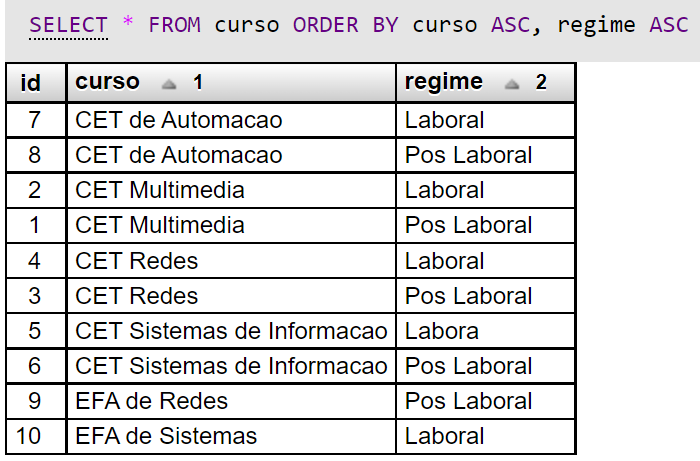 SELECT * FROM curso ORDER BY curso ASC, regime ASC
id curso 1 regime 2
7 CET de Automacao Laboral
8 CET de Automacao Pos Laboral
2 CET Multimedia Laboral
1 CET Multimedia Pos Laboral
4 CET Redes Laboral
3 CET Redes Pos Laboral
5 CET Sistemas de Informacao Labora
6 CET Sistemas de Informacao Pos Laboral
9 EFA de Redes Pos Laboral
10 EFA de Sistemas Laboral